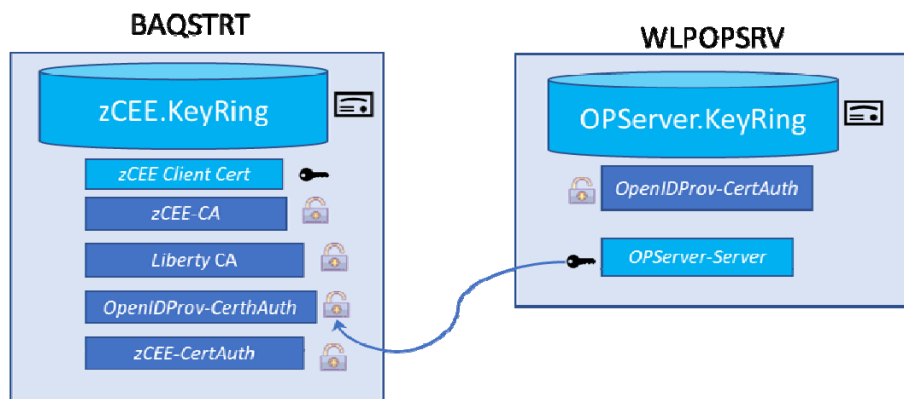 BAQSTRT
zCEE.KeyRing
zCEE Client Cert
zCEE-CA
Liberty CA
OpenIDProv-CerthAuth
zCEE-CertAuth
WLPOPSRV
OPServer.KeyRing
OpenIDProv-CertAuth
OPServer-Server